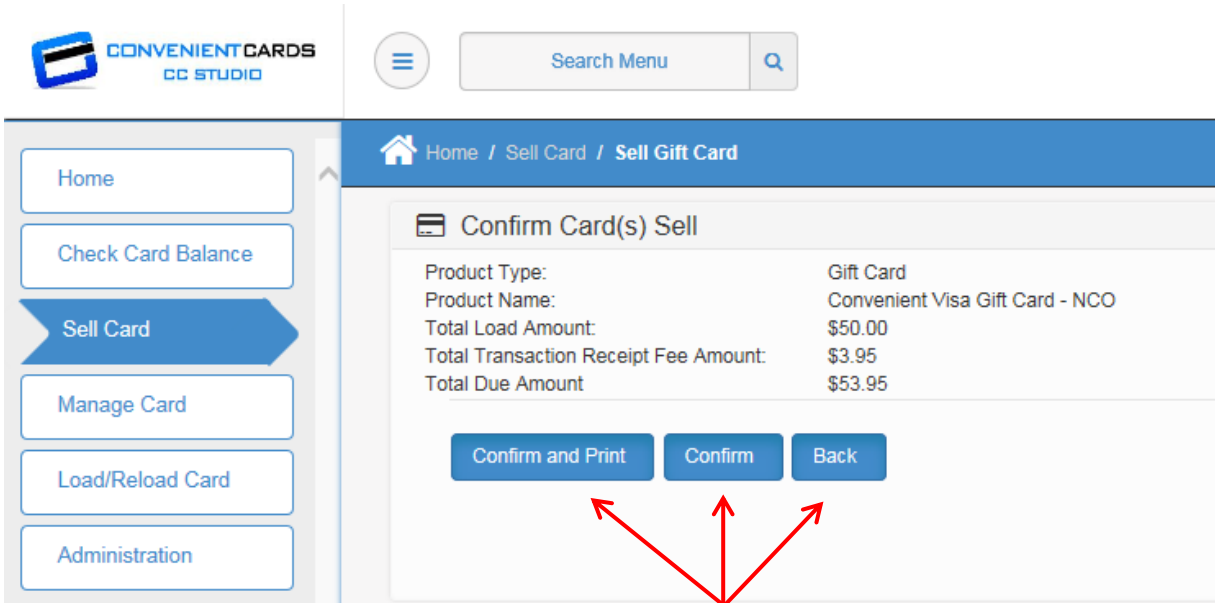 CONVENIENTCARDS
CC STUDIO
Search Menu
Home / Sell Card / Sell Gift Card
Home
Check Card Balance
Sell Card
Manage Card
Load/Reload Card
Administration
Confirm Card(s) Sell
Product Type: Gift Card
Product Name: Convenient Visa Gift Card - NCO
Total Load Amount: $50.00
Total Transaction Receipt Fee Amount: $3.95
Total Due Amount $53.95
Confirm and Print Confirm Back